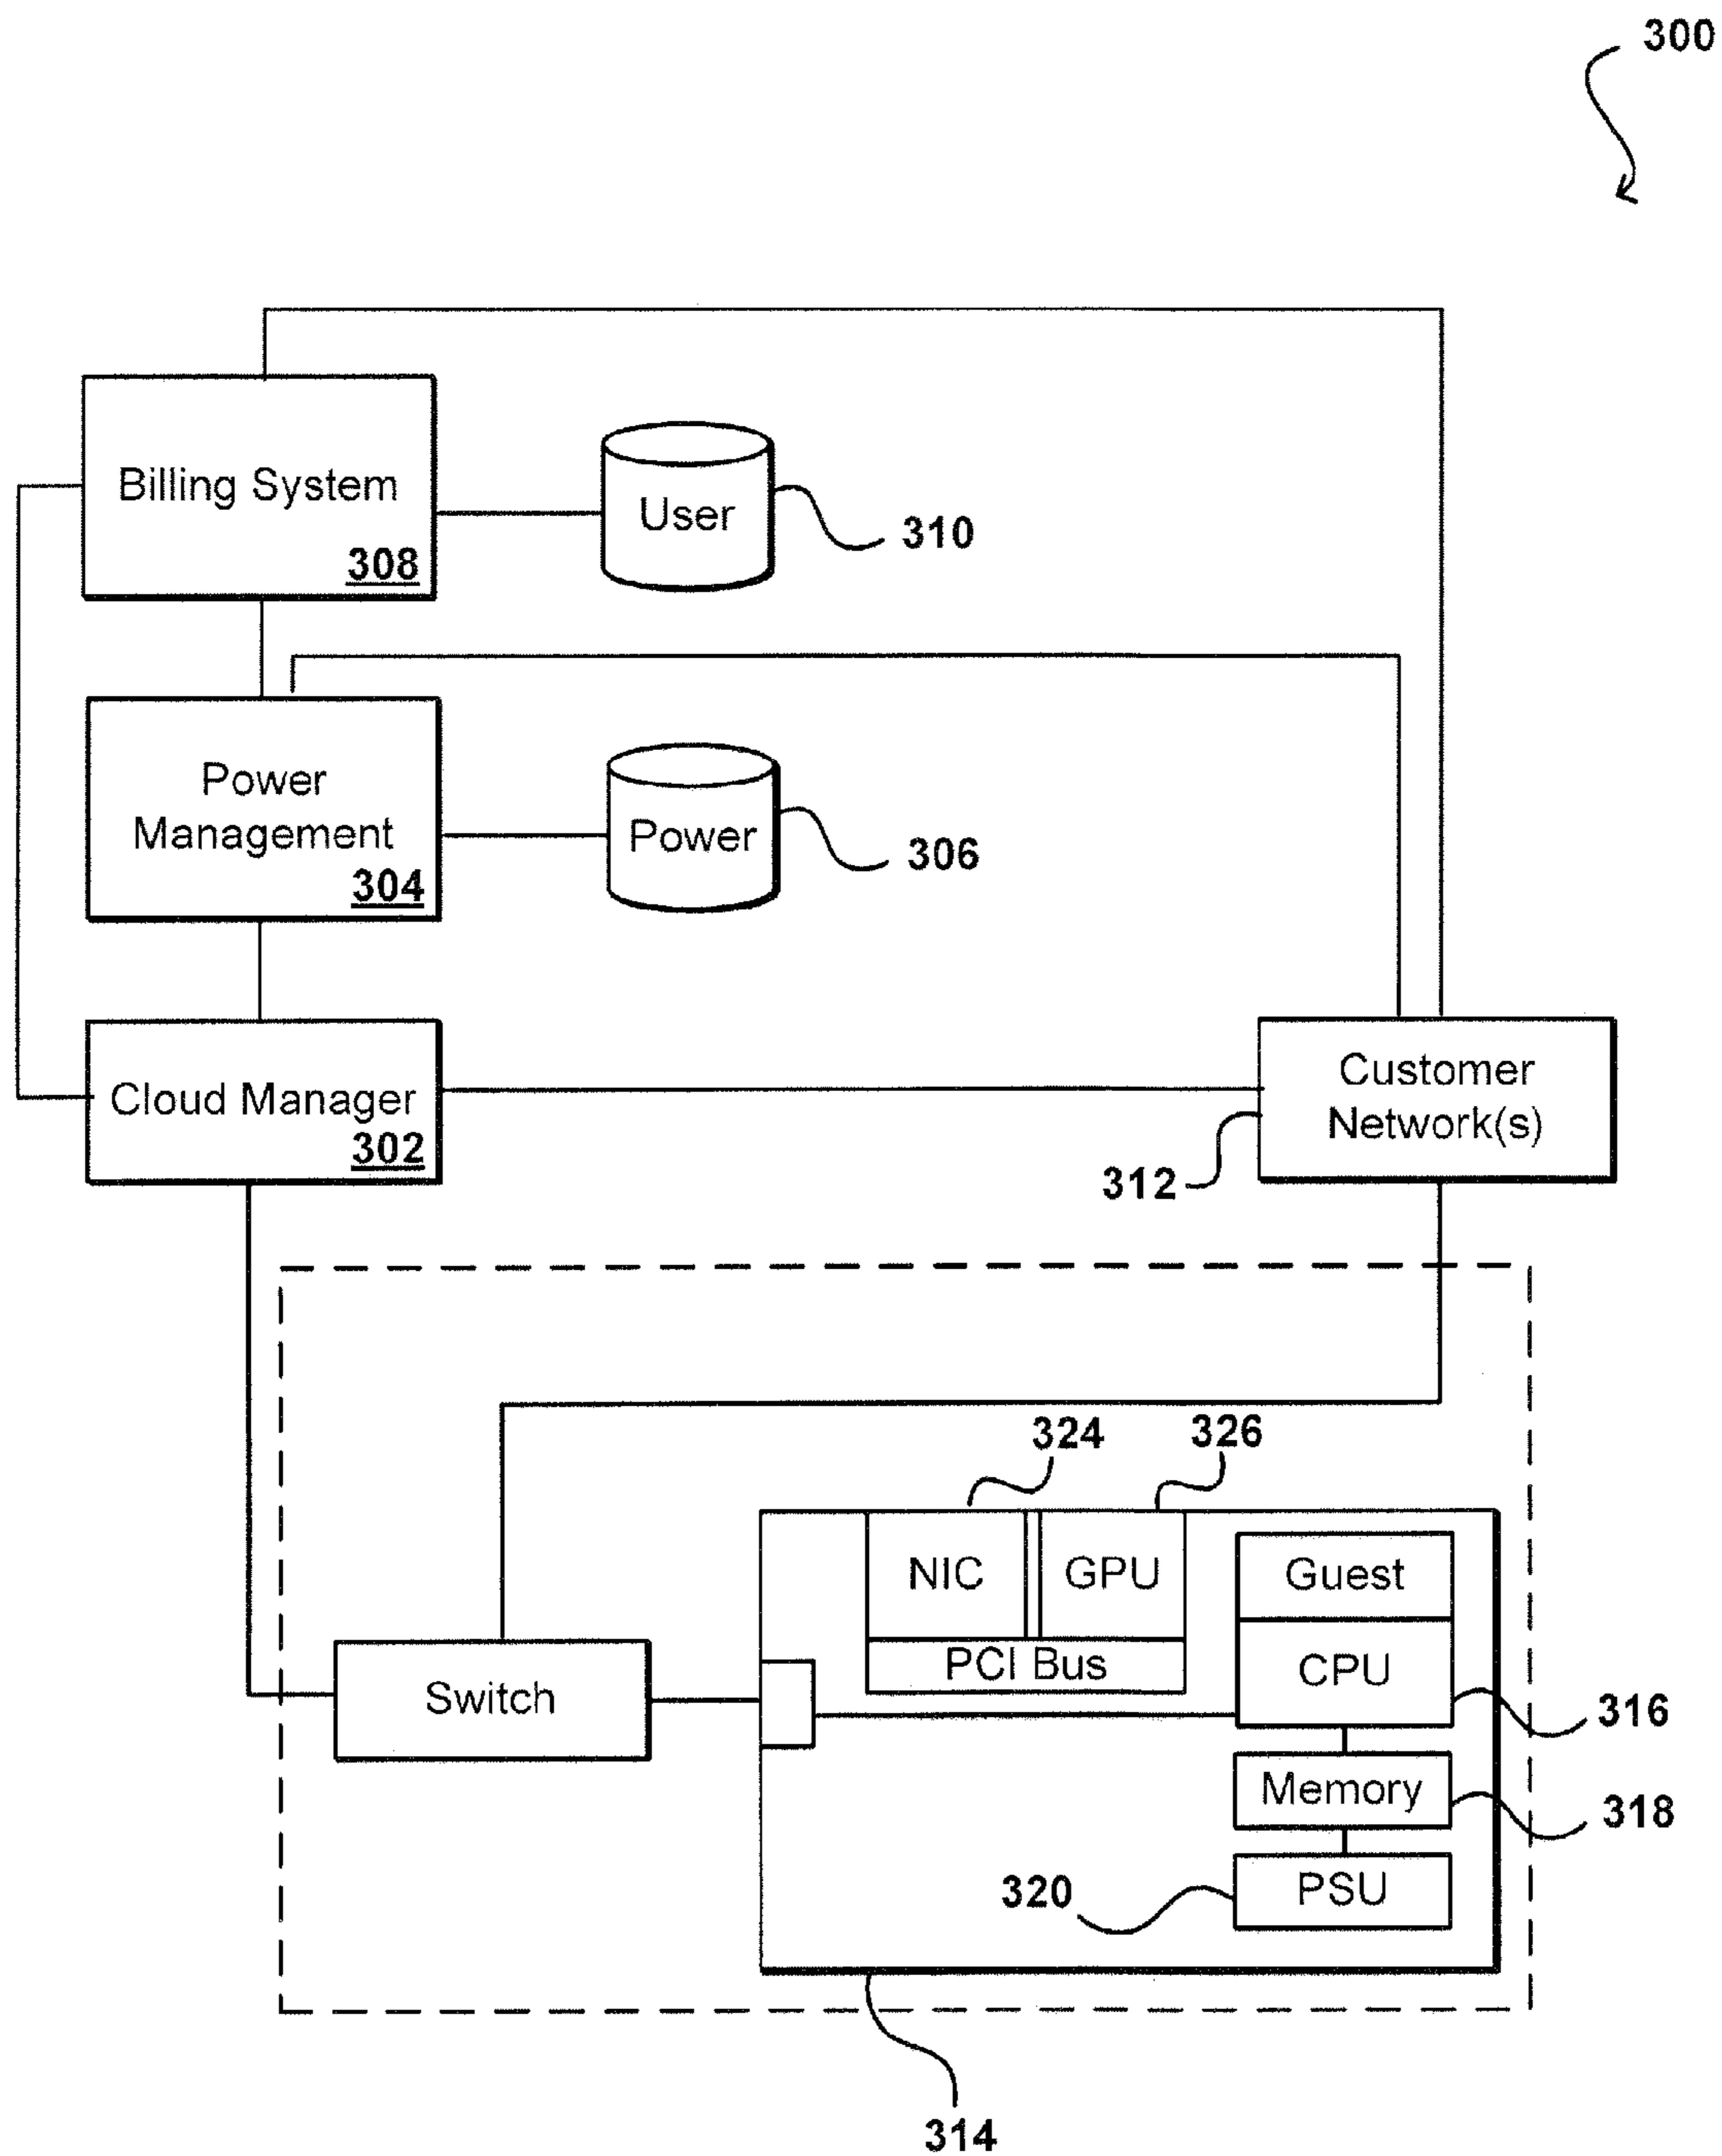 300
Billing System
308
User
310
Power
Management
304
Power
306
Cloud Manager
302
Customer
Network(s)
312
324
326
NIC
GPU
Guest
PCI Bus
CPU
Switch
316
Memory
318
320
PSU
314